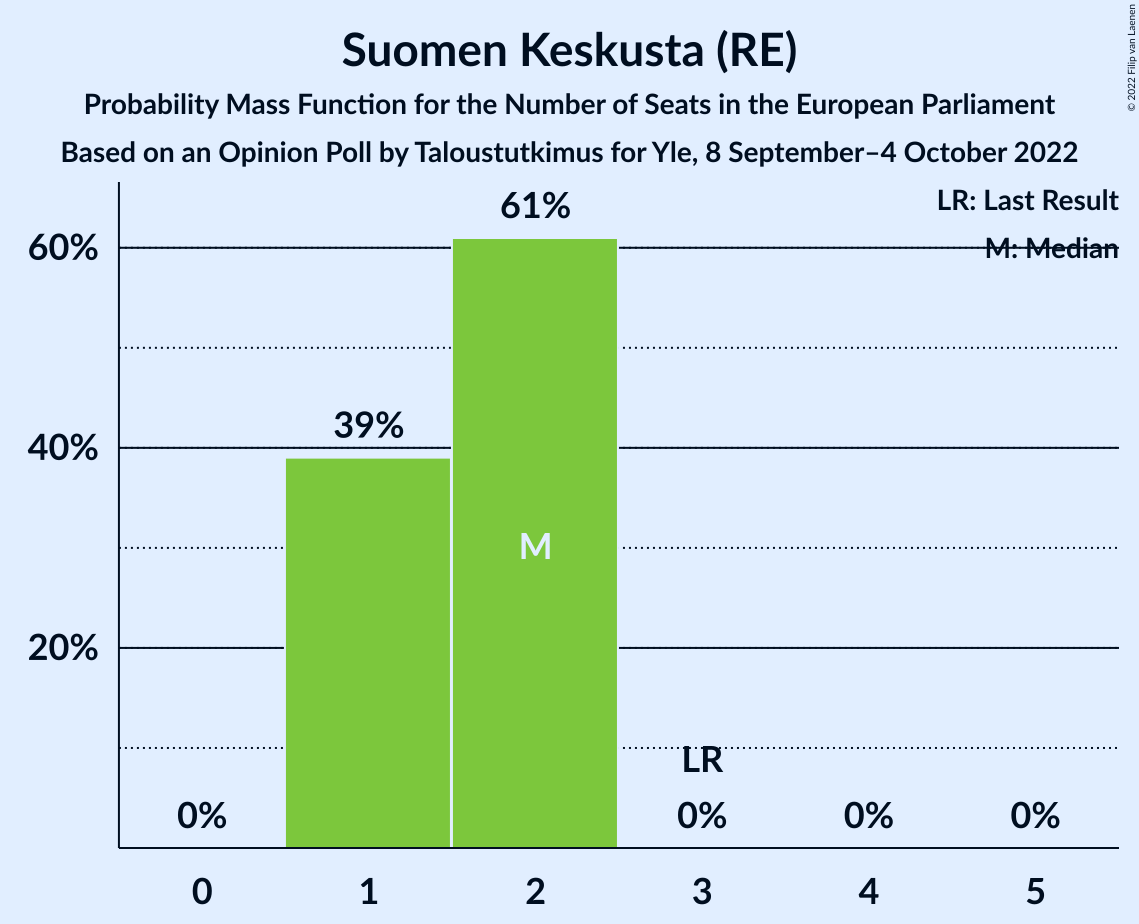 Suomen Keskusta (RE)
Probability Mass Function for the Number of Seats in the European Parliament
Based on an Opinion Poll by Taloustutkimus for Yle, 8 September–4 October 2022
© 2022 Filip van Laenen
LR: Last Result
M: Median
61%
60%
39%
40%
M
20%
LR
0%
0%
0%
0%
0
1
2
3
4
5